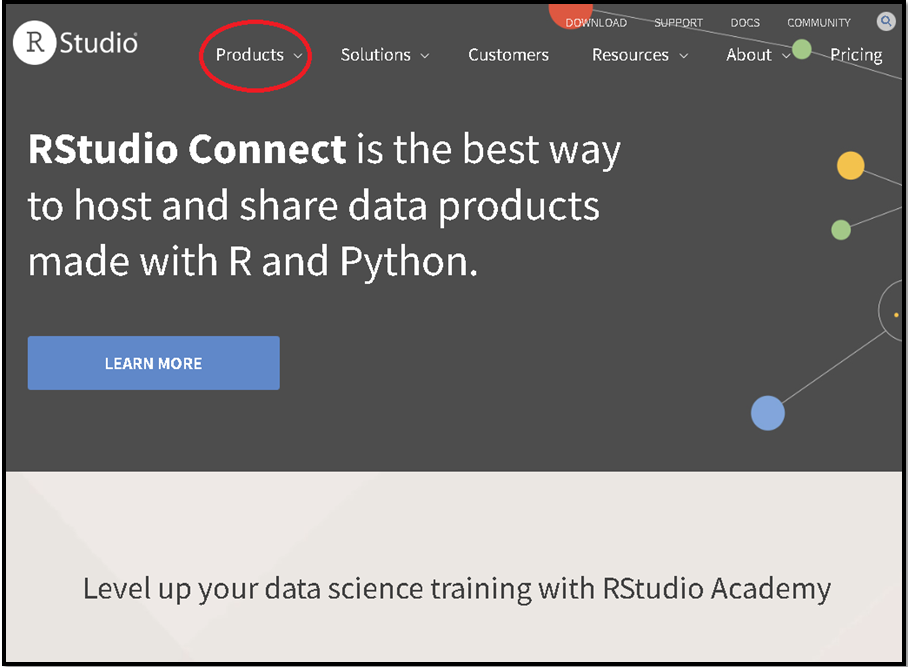 DOWNLOAD SUPPORT DOCS COMMUNITY
R Studio
Products Solutions Customers Resources About Pricing
RStudio Connect is the best way
to host and share data products
made with R and Python.
LEARN MORE
Level up your data science training with RStudio Academy